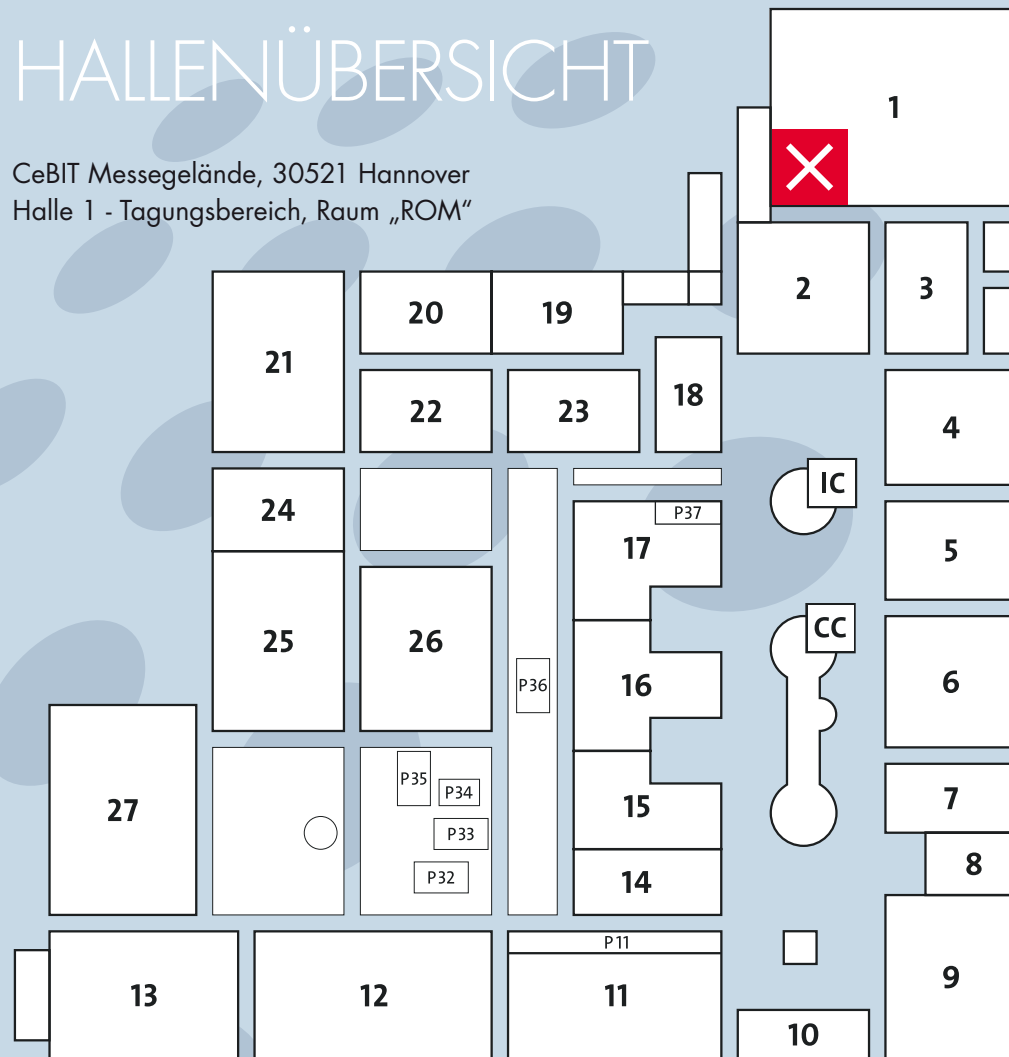 HALLENÜBERSICHT
CeBIT Messegelände, 30521 Hannover
Halle 1 - Tagungsbereich, Raum „ROM“
1
2
3
20
19
21
18
22
23
4
IC
24
P37
17
5
CC
25
26
16
P36
6
P35
P34
7
27
15
P33
8
P32
14
P11
9
13
12
11
10